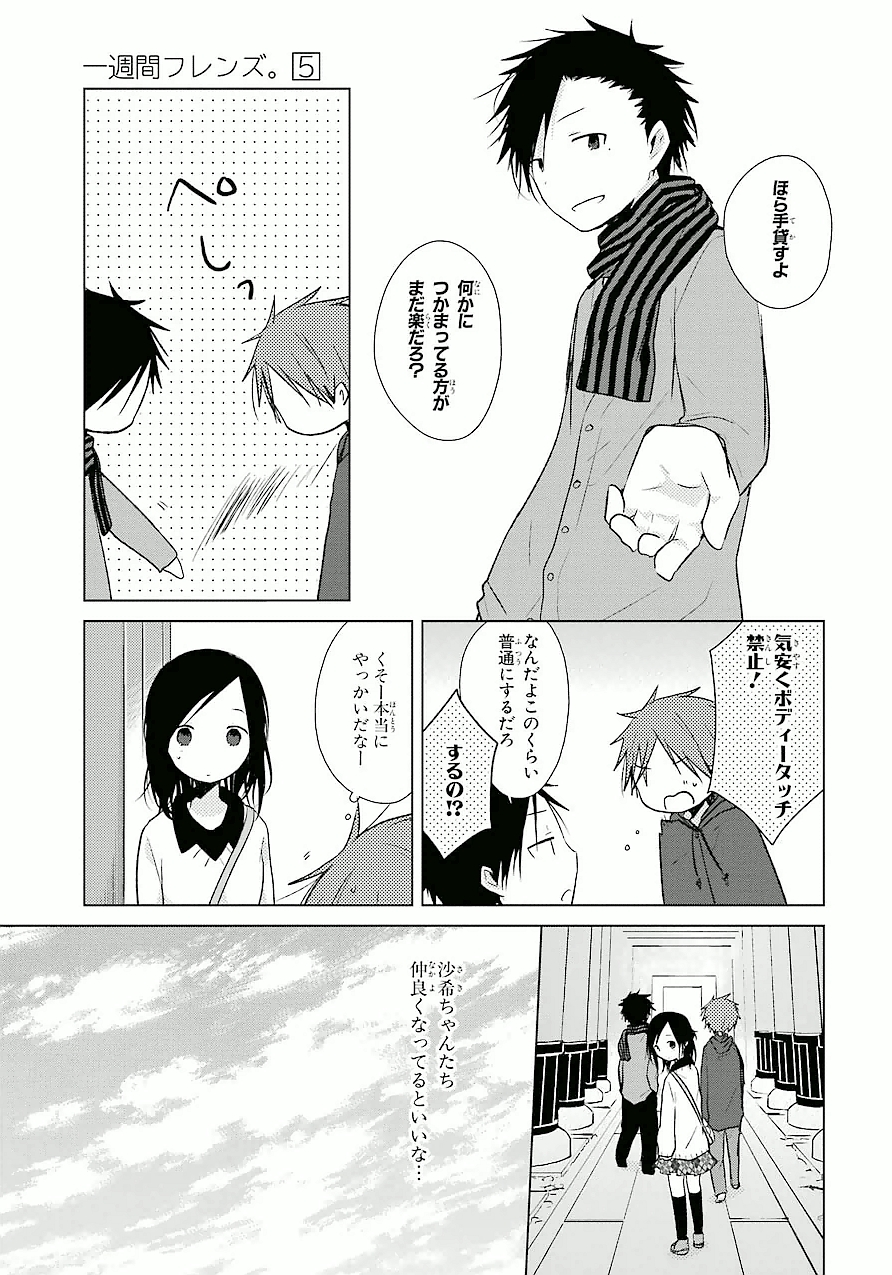 一週間フレンズ。5
ほら手貸すよ
何かに
つかまってる方が
まだ楽だろ?
ぺしっ
気安くボディータッチ
禁止!
なんだよこのくらい
普通にするだろ
するの!?
くそー本当に
やっかいだなー
沙希ちゃんたち
仲良くなってるといいな…